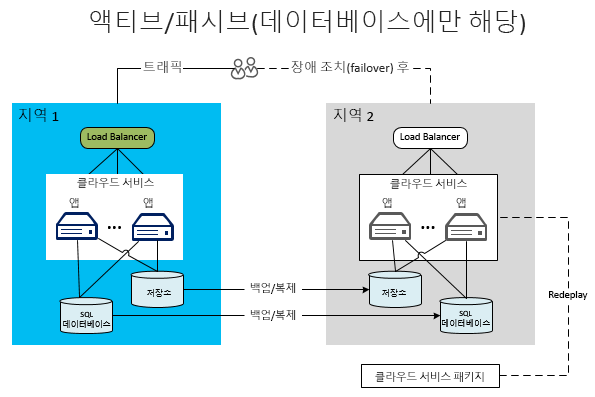 액티브/패시브(데이터베이스에만 해당)
트래픽
장애 조치(failover) 후
지역 1
지역 2
Load Balancer
Load Balancer
클라우드 서비스
클라우드 서비스
앱
앱
앱
앱
...
...
저장소
백업/복제
저장소
Redeplay
SQL
데이터베이스
백업/복제
SQL
데이터베이스
클라우드 서비스 패키지